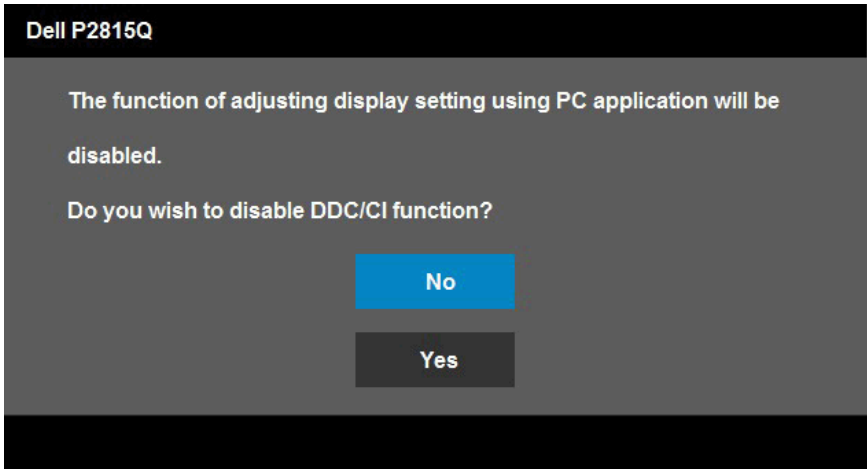 Dell P2815Q
The function of adjusting display setting using PC application will be
disabled.
Do you wish to disable DDC/CI function?
No
Yes